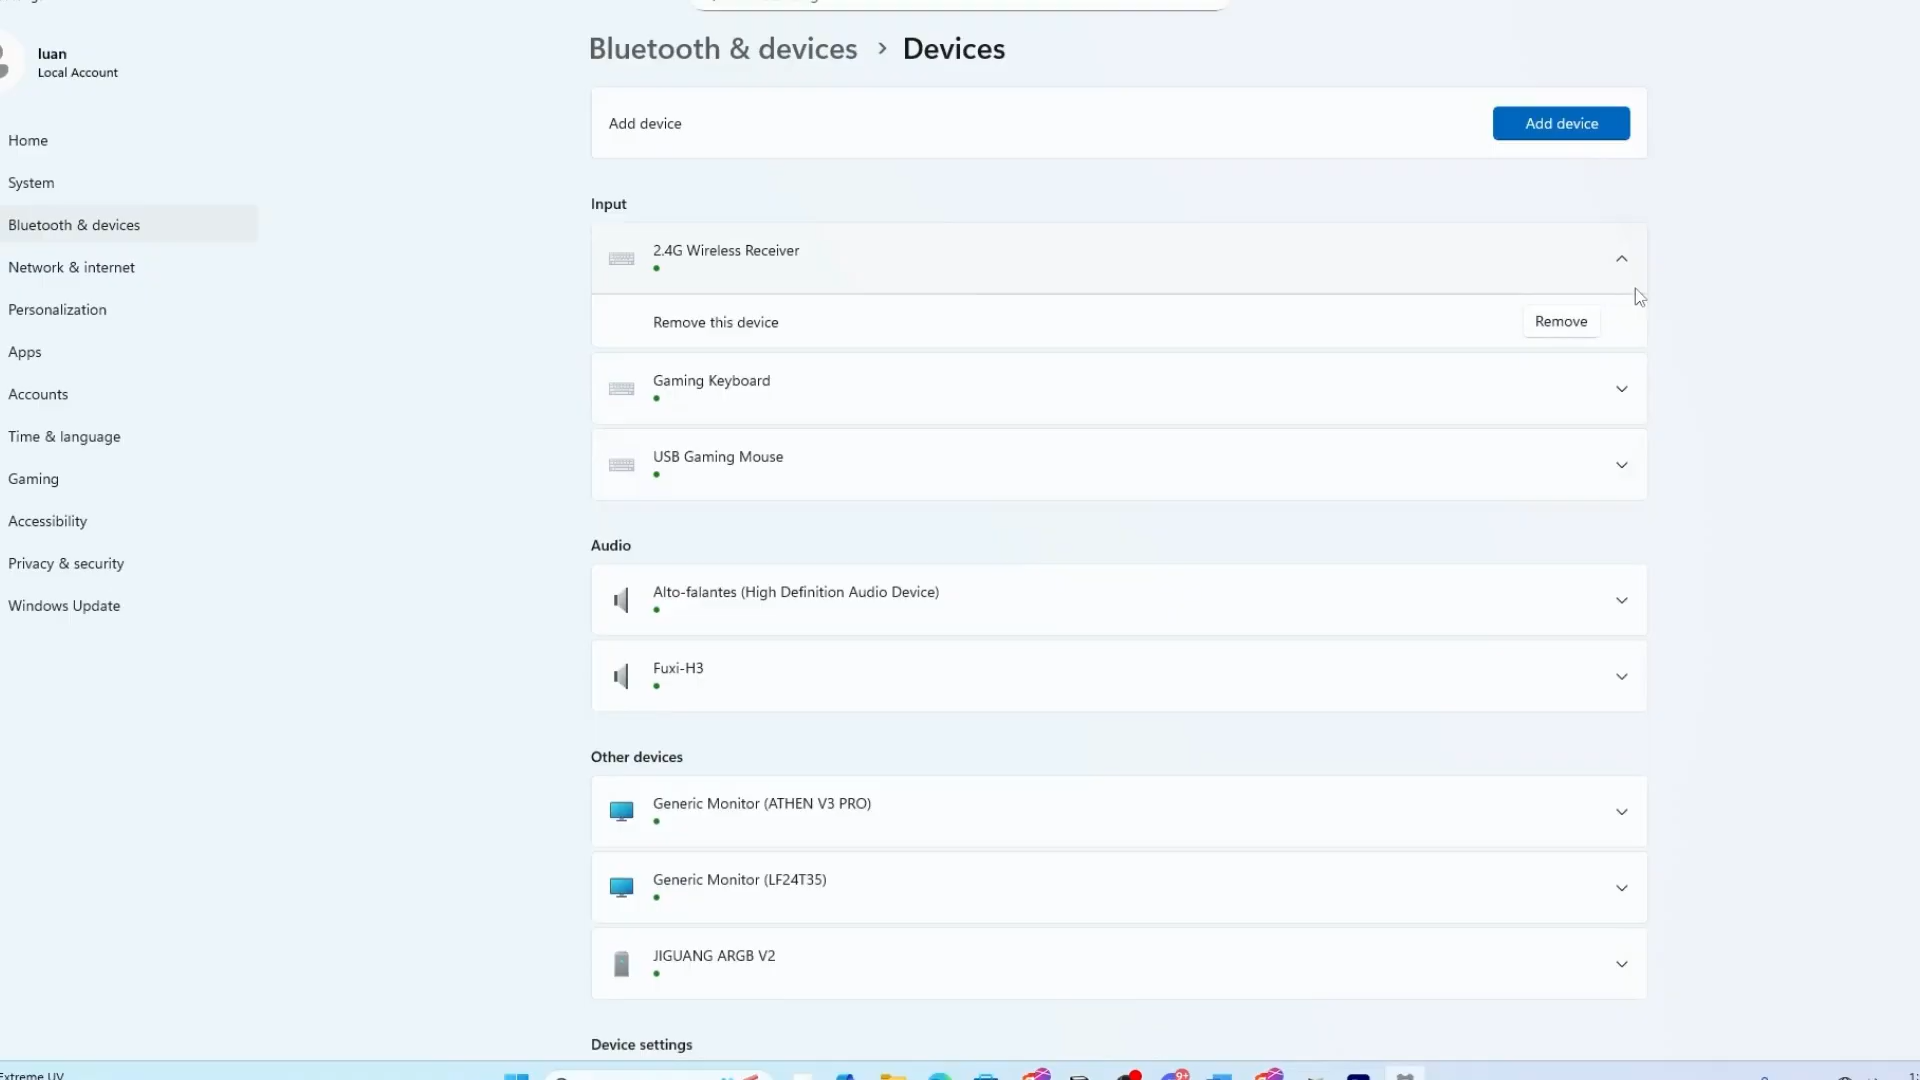 Bluetooth & devices > Devices
luan
Local Account
Add device
Add device
Home
System
Bluetooth & devices
Network & internet
Personalization
Apps
Accounts
Time & language
Gaming
Accessibility
Privacy & security
Windows Update
Input
2.4G Wireless Receiver
Remove this device
Remove
Gaming Keyboard
USB Gaming Mouse
Audio
Alto-falantes (High Definition Audio Device)
Fuxi-H3
Other devices
Generic Monitor (ATHEN V3 PRO)
Generic Monitor (LF24T35)
JIGUANG ARGB V2
Device settings
Extreme UV
9+